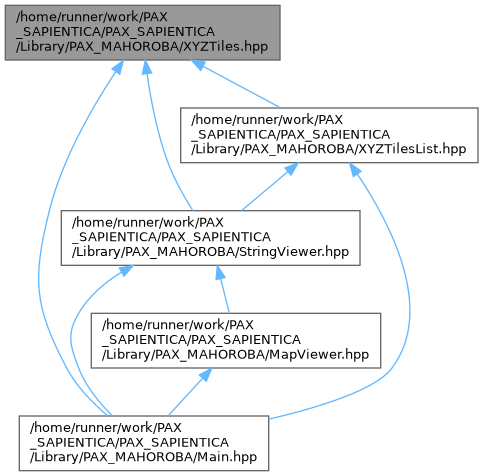 /home/runner/work/PAX
_SAPIENTICA/PAX_SAPIENTICA
/Library/PAX_MAHOROBA/XYZTiles.hpp
/home/runner/work/PAX
_SAPIENTICA/PAX_SAPIENTICA
/Library/PAX_MAHOROBA/XYZTilesList.hpp
/home/runner/work/PAX
_SAPIENTICA/PAX_SAPIENTICA
/Library/PAX_MAHOROBA/StringViewer.hpp
/home/runner/work/PAX
_SAPIENTICA/PAX_SAPIENTICA
/Library/PAX_MAHOROBA/MapViewer.hpp
/home/runner/work/PAX
_SAPIENTICA/PAX_SAPIENTICA
/Library/PAX_MAHOROBA/Main.hpp